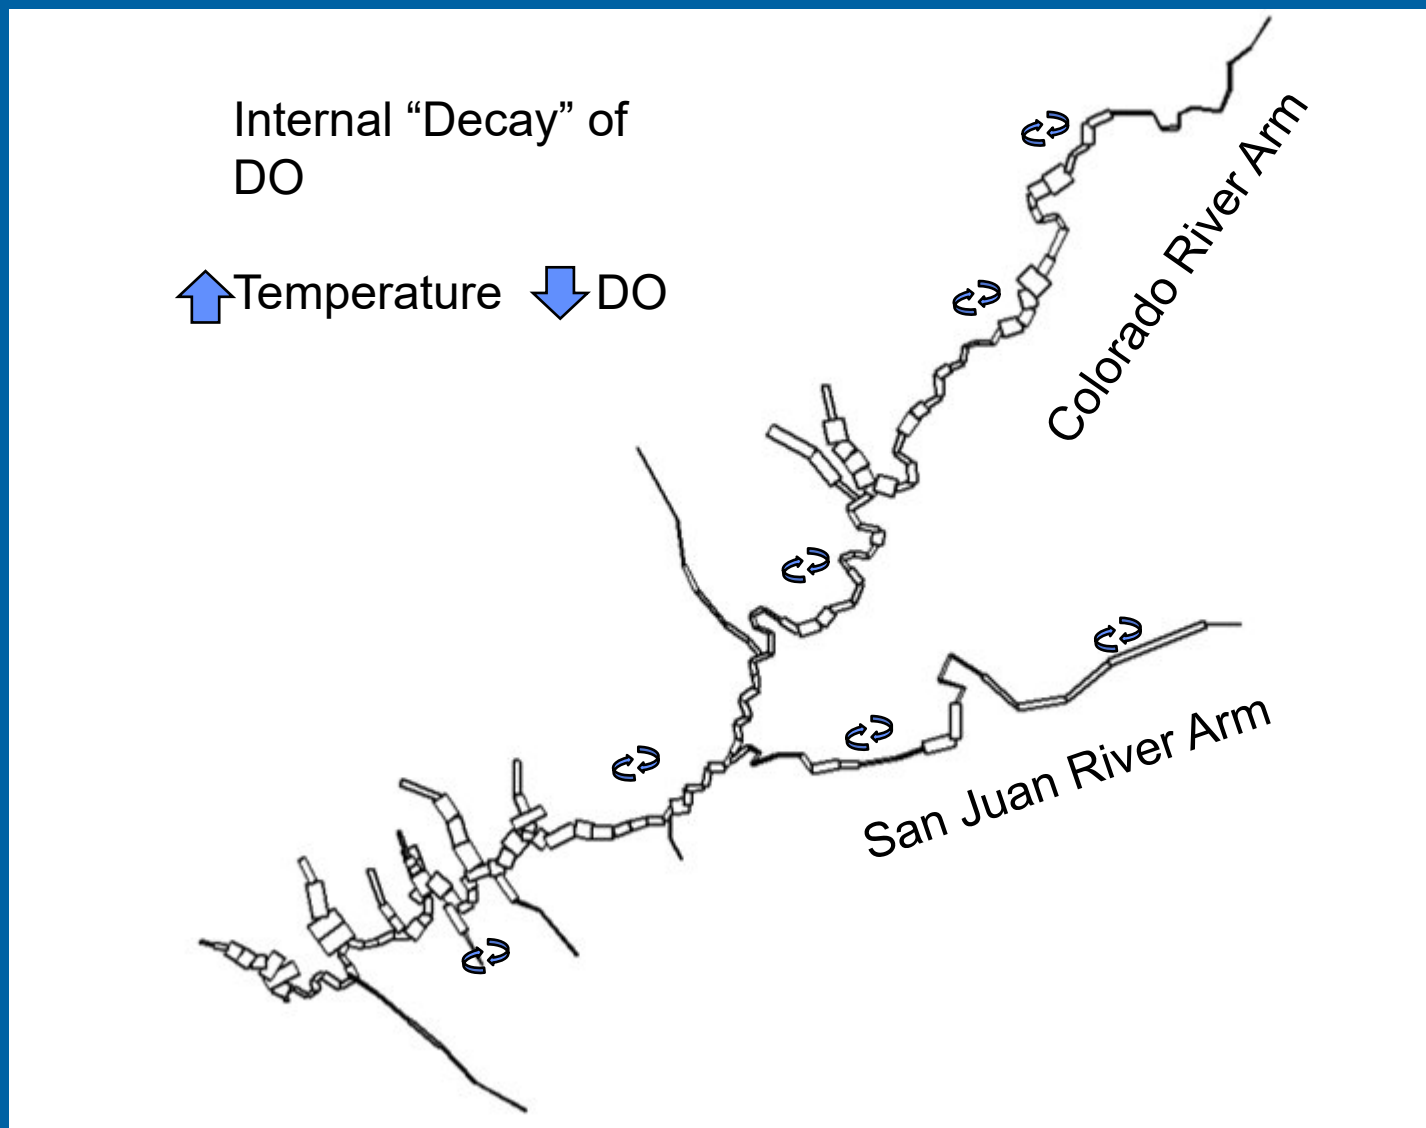 Internal “Decay” of
DO
Temperature DO
Colorado River Arm
San Juan River Arm